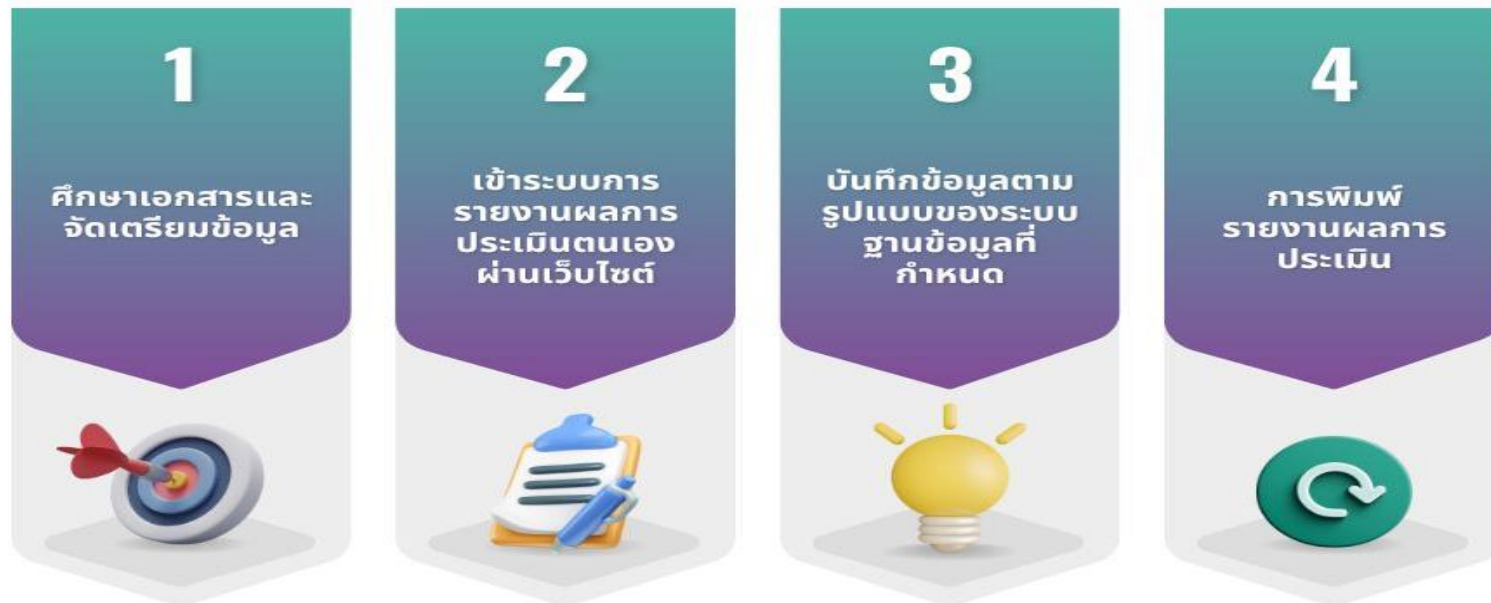 1
ศึกษาเอกสารและ
จัดเตรียมข้อมูล
2
เข้าระบบการ
รายงานผลการ
ประเมินตนเอง
ผ่านเว็บไซต์
3
บันทึกข้อมูลตาม
รูปแบบของระบบ
ฐานข้อมูลที่
กำหนด
4
การพิมพ์
รายงานผลการ
ประเมิน